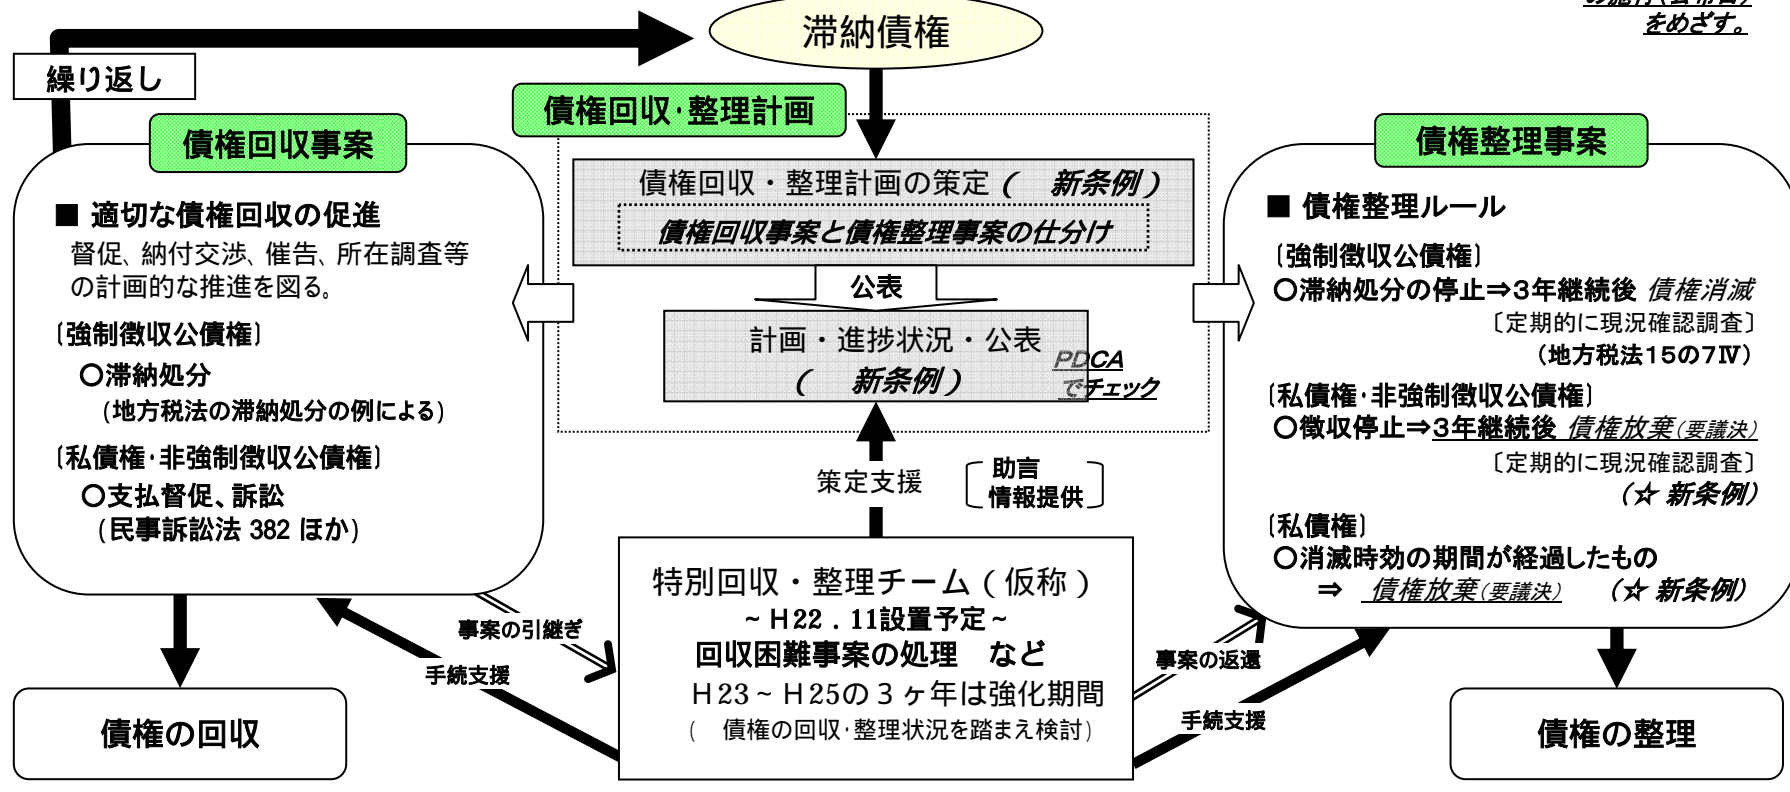 をめざす。
滞納債権
繰り返し
債権回収・整理計画
債権回収・整理計画の策定（　新条例）
債権回収事案と債権整理事案の仕分け
公表
計画・進捗状況・公表
（　新条例）
PDCA
でチェック
債権回収事案
■ 適切な債権回収の促進
督促、納付交渉、催告、所在調査等
の計画的な推進を図る。
〔強制徴収公債権〕
○滞納処分
（地方税法の滞納処分の例による）
〔私債権・非強制徴収公債権〕
○支払督促、訴訟
（民事訴訟法 382 ほか）
債権整理事案
■ 債権整理ルール
〔強制徴収公債権〕
○滞納処分の停止⇒3年継続後 債権消滅
〔定期的に現況確認調査〕
（地方税法15の7Ⅳ）
〔私債権・非強制徴収公債権〕
○徴収停止⇒3年継続後 債権放棄（要議決）
〔定期的に現況確認調査〕
（☆ 新条例）
〔私債権〕
○消滅時効の期間が経過したもの
⇒ 債権放棄（要議決）　（☆ 新条例）
策定支援
助言
情報提供
特別回収・整理チーム（仮称）
~ H22．11設置予定~
回収困難事案の処理　など
H23~H25の3ヶ年は強化期間
（　債権の回収・整理状況を踏まえ検討）
事案の引継ぎ
手続支援
事案の返還
手続支援
債権の回収
債権の整理